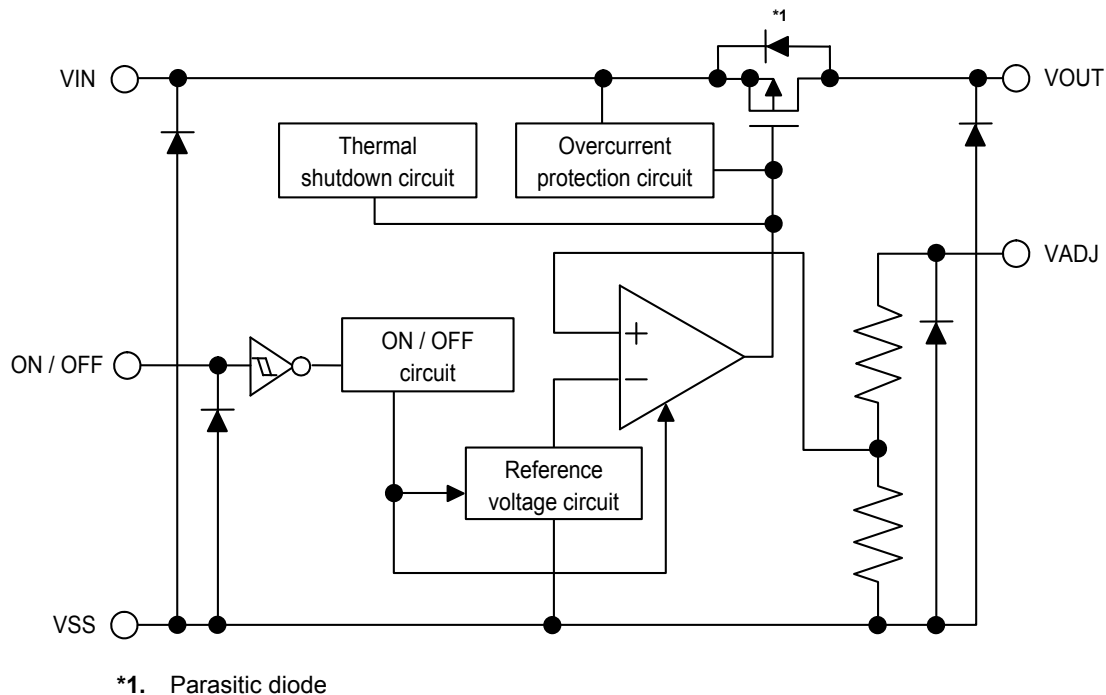 *1
VIN
VOUT
Thermal
shutdown circuit
Overcurrent
protection circuit
VADJ
ON / OFF
ON / OFF
circuit
+
−
Reference
voltage circuit
VSS
*1. Parasitic diode